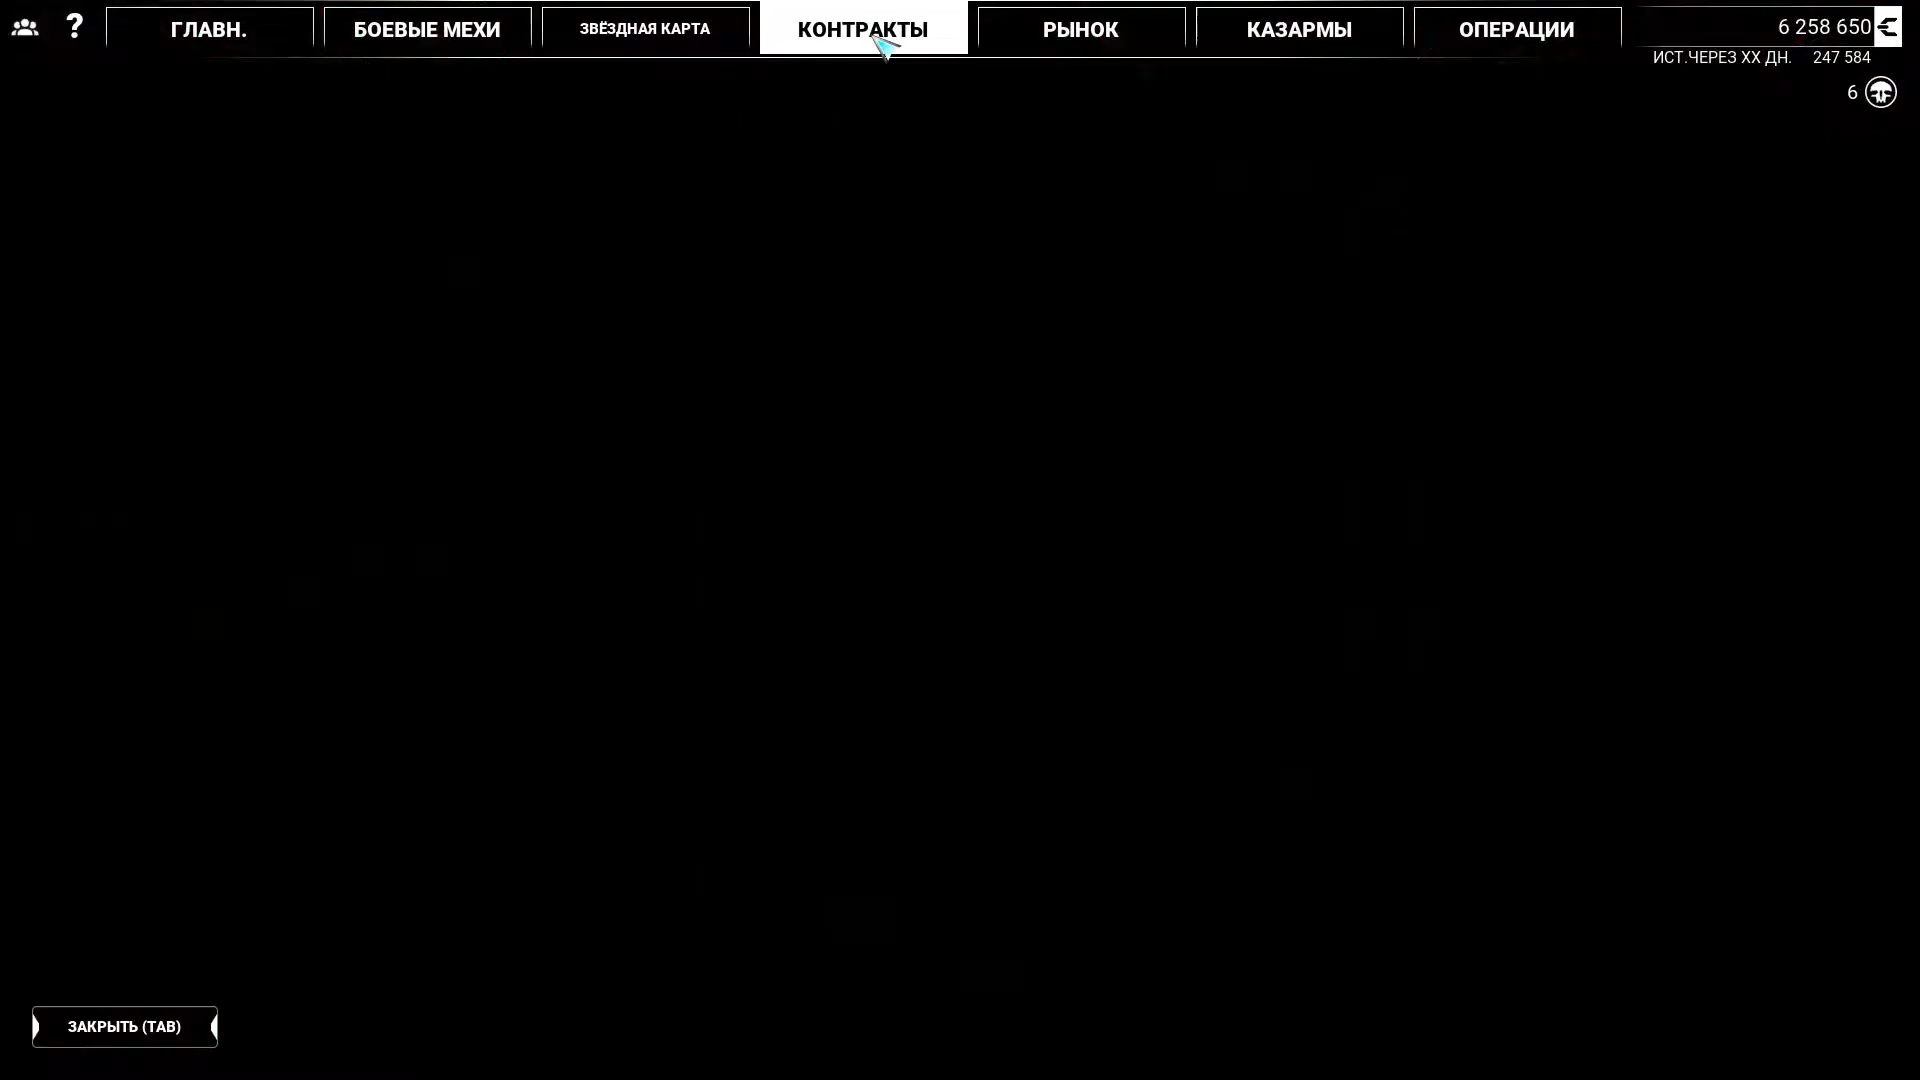 ?
ГЛАВН.
БОЕВЫЕ МЕХИ
ЗВЁЗДНАЯ КАРТА
КОНТРАКТЫ
РЫНОК
КАЗАРМЫ
ОПЕРАЦИИ
6 258 650
ИСТ.ЧЕРЕЗ XX ДН. 247 584
6
ЗАКРЫТЬ (TAB)